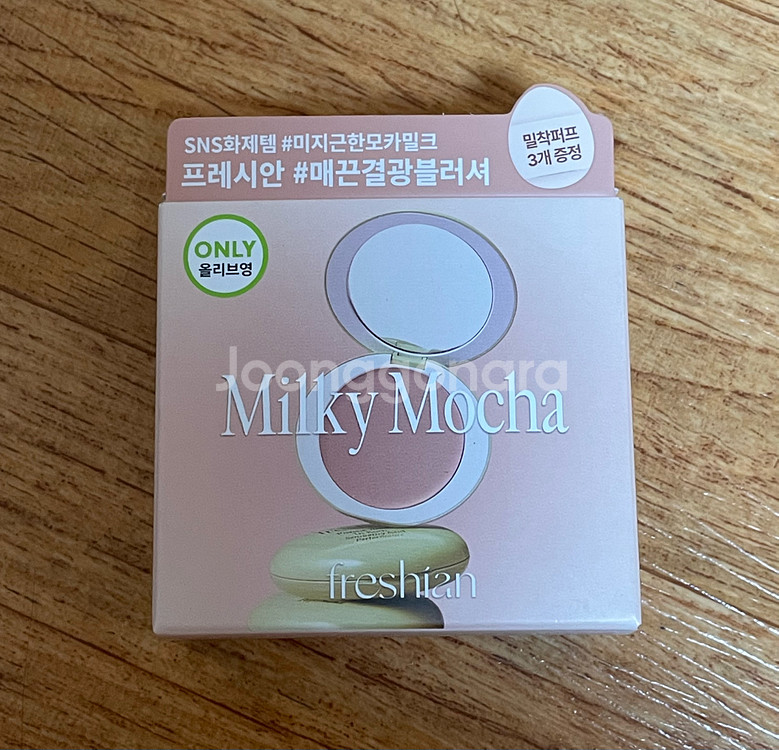 SNS화제템 #미지근한모카밀크
프레시안 #매끈결광블러셔
밀착퍼프
3개 증정
ONLY
올리브영
Joonggonara
Milky Mocha
freshian